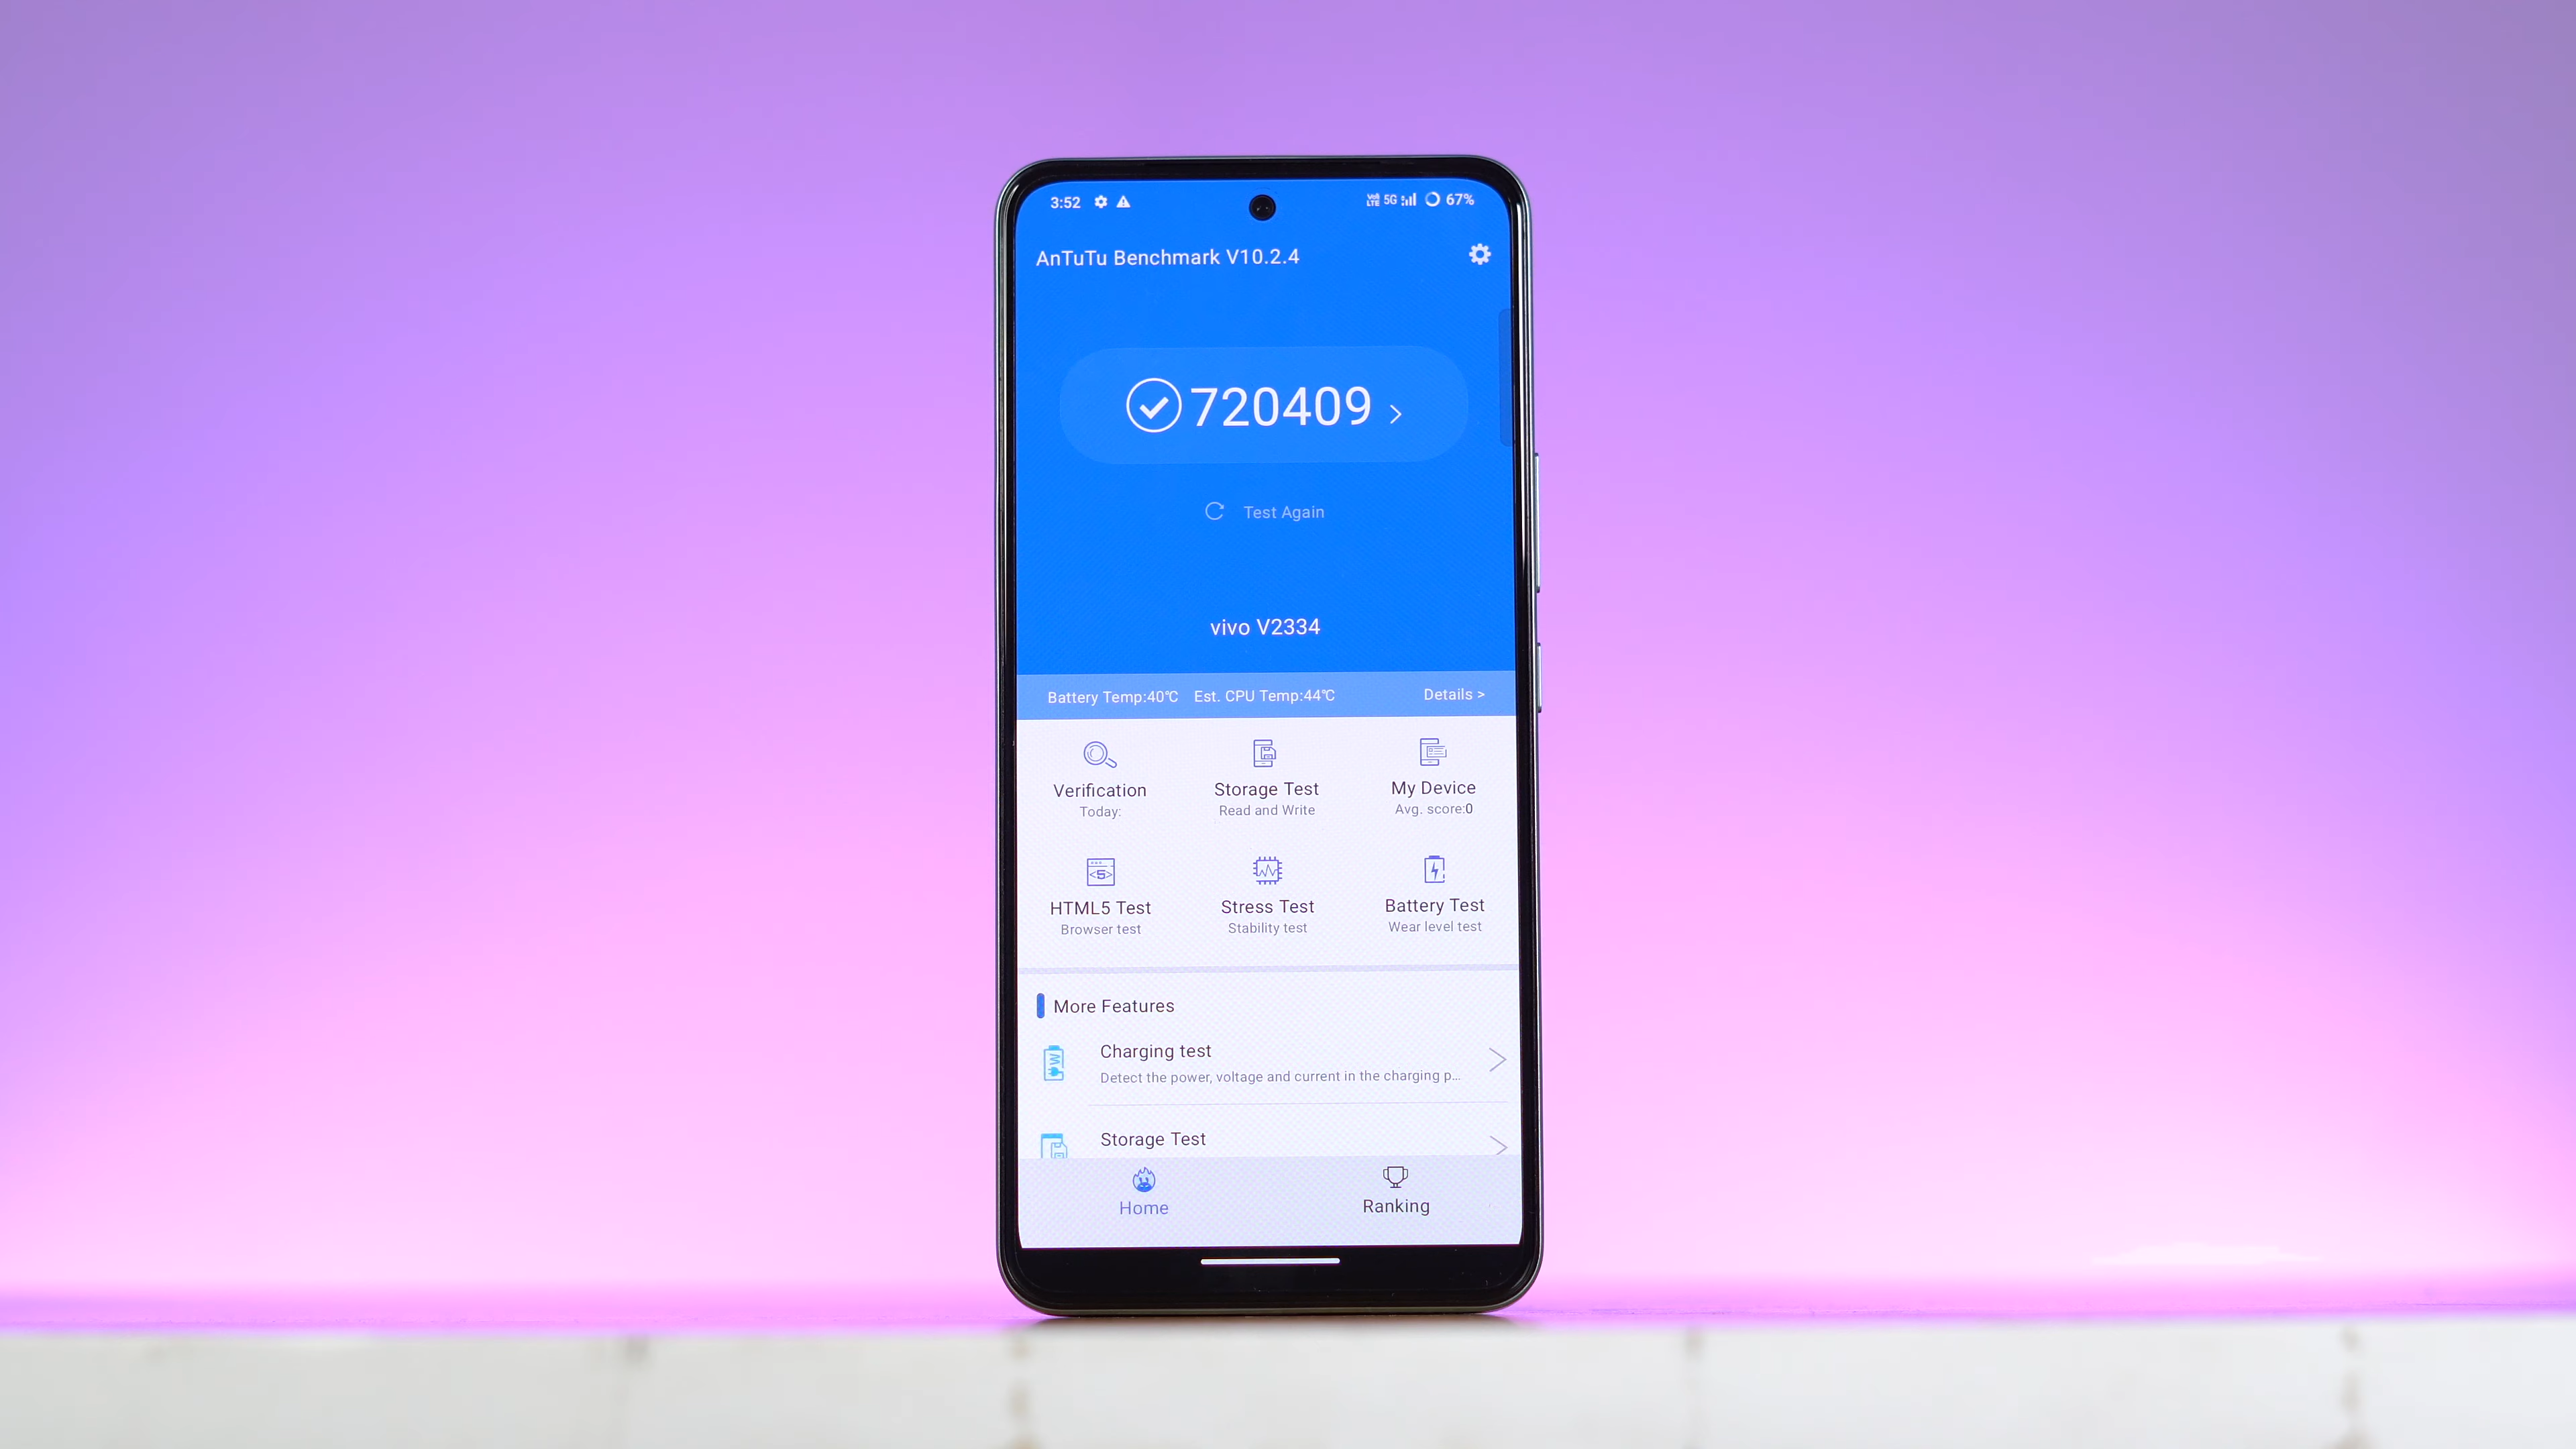 3:52 VoLTE 5G 67%
AnTuTu Benchmark V10.2.4
720409 >
Test Again
vivo V2334
Battery Temp:40℃ Est. CPU Temp:44℃ Details >
Verification Storage Test My Device
Today: Read and Write Avg. score:0
<5>
HTML5 Test Stress Test Battery Test
Browser test Stability test Wear level test
More Features
W
Charging test
Detect the power, voltage and current in the charging p...
Storage Test
Home Ranking